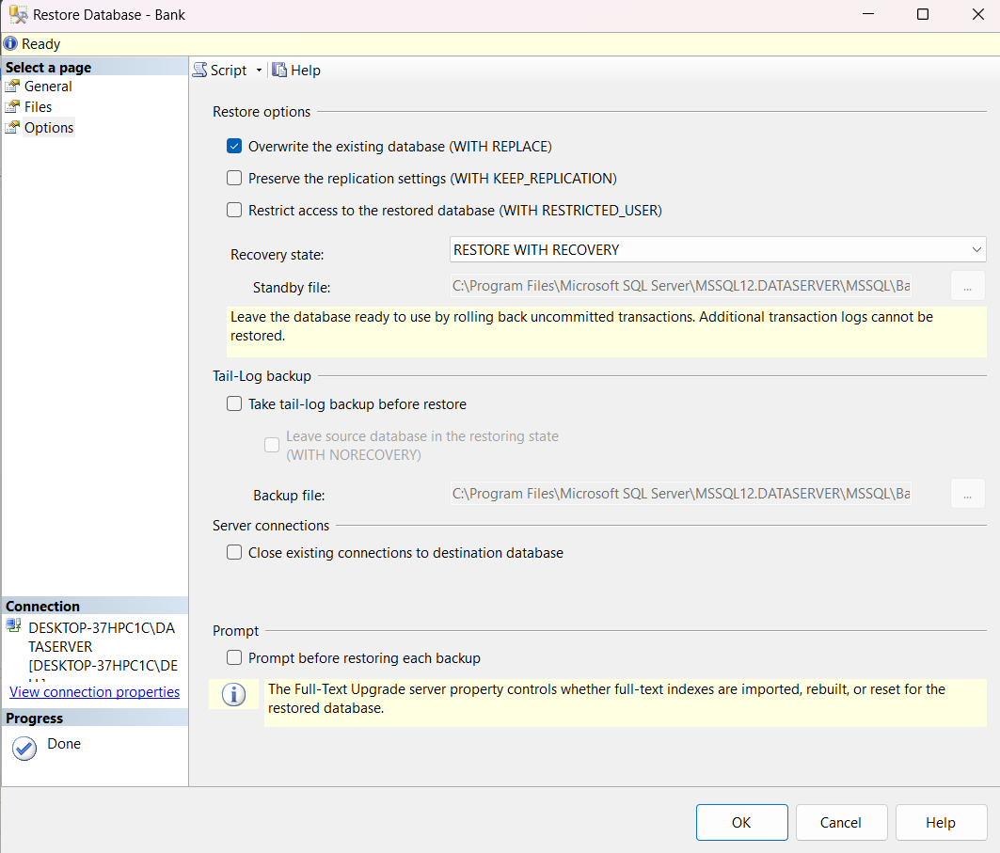 Restore Database - Bank
Ready
Select a page
General
Files
Options
Script
Help
Restore options
Overwrite the existing database (WITH REPLACE)
Preserve the replication settings (WITH KEEP_REPLICATION)
Restrict access to the restored database (WITH RESTRICTED_USER)
Recovery state:
RESTORE WITH RECOVERY
Standby file:
C:\Program Files\Microsoft SQL Server\MSSQL12.DATASERVER\MSSQL\Ba
...
Leave the database ready to use by rolling back uncommitted transactions. Additional transaction logs cannot be
restored.
Tail-Log backup
Take tail-log backup before restore
Leave source database in the restoring state
(WITH NORECOVERY)
Backup file:
C:\Program Files\Microsoft SQL Server\MSSQL12.DATASERVER\MSSQL\Ba
...
Server connections
Close existing connections to destination database
Prompt
Prompt before restoring each backup
The Full-Text Upgrade server property controls whether full-text indexes are imported, rebuilt, or reset for the
restored database.
Connection
DESKTOP-37HPC1C\DA
TASERVER
[DESKTOP-37HPC1C\DE
View connection properties
Progress
Done
OK
Cancel
Help